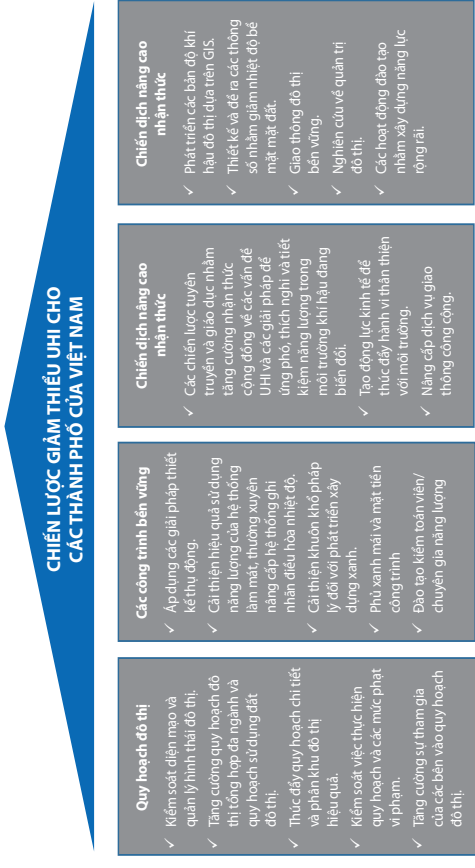 CHIẾN LƯỢC GIẢM THIỂU UHI CHO
CÁC THÀNH PHỐ CỦA VIỆT NAM
Quy hoạch đô thị
✓ Kiểm soát diện mạo và
quản lý hình thái đô thị.
✓ Tăng cường quy hoạch đô
thị tổng hợp đa ngành và
quy hoạch sử dụng đất
đô thị.
✓ Thúc đẩy quy hoạch chi tiết
và phân khu đô thị
hiệu quả.
✓ Kiểm soát việc thực hiện
quy hoạch và các mức phạt
vi phạm.
✓ Tăng cường sự tham gia
của các bên vào quy hoạch
đô thị.
Các công trình bền vững
✓ Áp dụng các giải pháp thiết
kế thụ động.
✓ Cải thiện hiệu quả sử dụng
năng lượng của hệ thống
làm mát, thường xuyên
nâng cấp hệ thống ghi
nhãn điều hòa nhiệt độ.
✓ Cải thiện khuôn khổ pháp
lý đối với phát triển xây
dựng xanh.
✓ Phủ xanh mái và mặt tiền
công trình
✓ Đào tạo kiểm toán viên/
chuyên gia năng lượng
Chiến dịch nâng cao
nhận thức
✓ Các chiến lược tuyên
truyền và giáo dục nhằm
tăng cường nhận thức
cộng đồng về các vấn đề
UHI và các giải pháp để
ứng phó, thích nghi và tiết
kiệm năng lượng trong
môi trường khí hậu đang
biến đổi.
✓ Tạo động lực kinh tế để
thúc đẩy hành vi thân thiện
với môi trường.
✓ Nâng cấp dịch vụ giao
thông công cộng.
Chiến dịch nâng cao
nhận thức
✓ Phát triển các bản đồ khí
hậu đô thị dựa trên GIS.
✓ Thiết kế và đề ra các thông
số nhằm giảm nhiệt độ bề
mặt mặt đất.
✓ Giao thông đô thị
bền vững.
✓ Nghiên cứu về quản trị
đô thị.
✓ Các hoạt động đào tạo
nhằm xây dựng năng lực
rộng rãi.